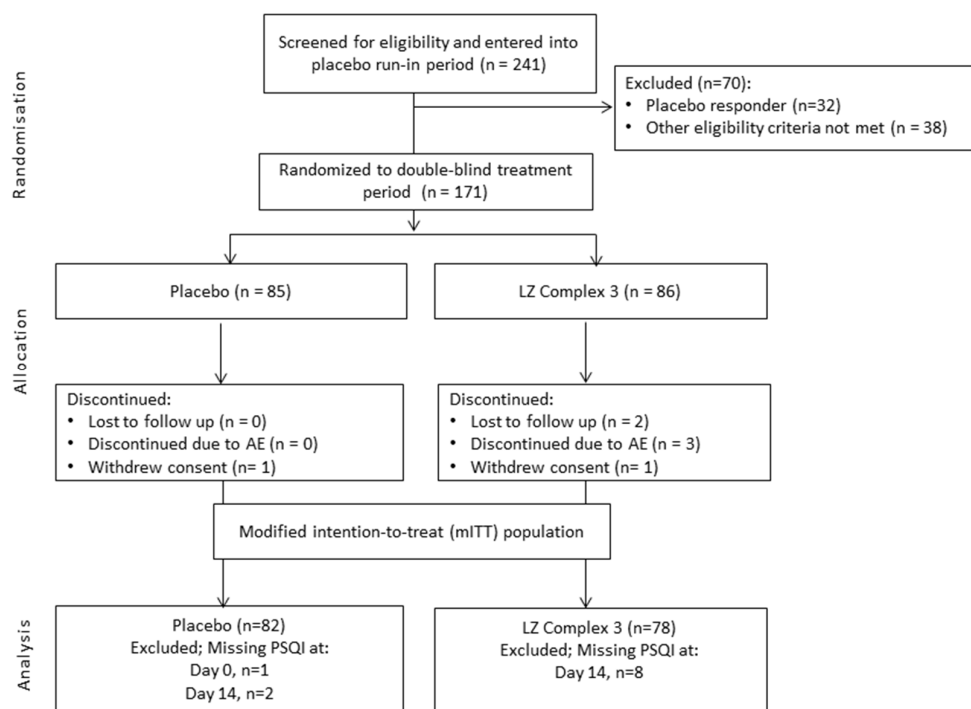 Randomisation
Screened for eligibility and entered into
placebo run-in period (n = 241)
Excluded (n=70):
• Placebo responder (n=32)
• Other eligibility criteria not met (n = 38)
Randomized to double-blind treatment
period (n = 171)
Allocation
Placebo (n = 85)
LZ Complex 3 (n = 86)
Discontinued:
• Lost to follow up (n = 0)
• Discontinued due to AE (n = 0)
• Withdrew consent (n= 1)
Discontinued:
• Lost to follow up (n = 2)
• Discontinued due to AE (n = 3)
• Withdrew consent (n= 1)
Modified intention-to-treat (mITT) population
Analysis
Placebo (n=82)
Excluded; Missing PSQI at:
Day 0, n=1
Day 14, n=2
LZ Complex 3 (n=78)
Excluded; Missing PSQI at:
Day 14, n=8